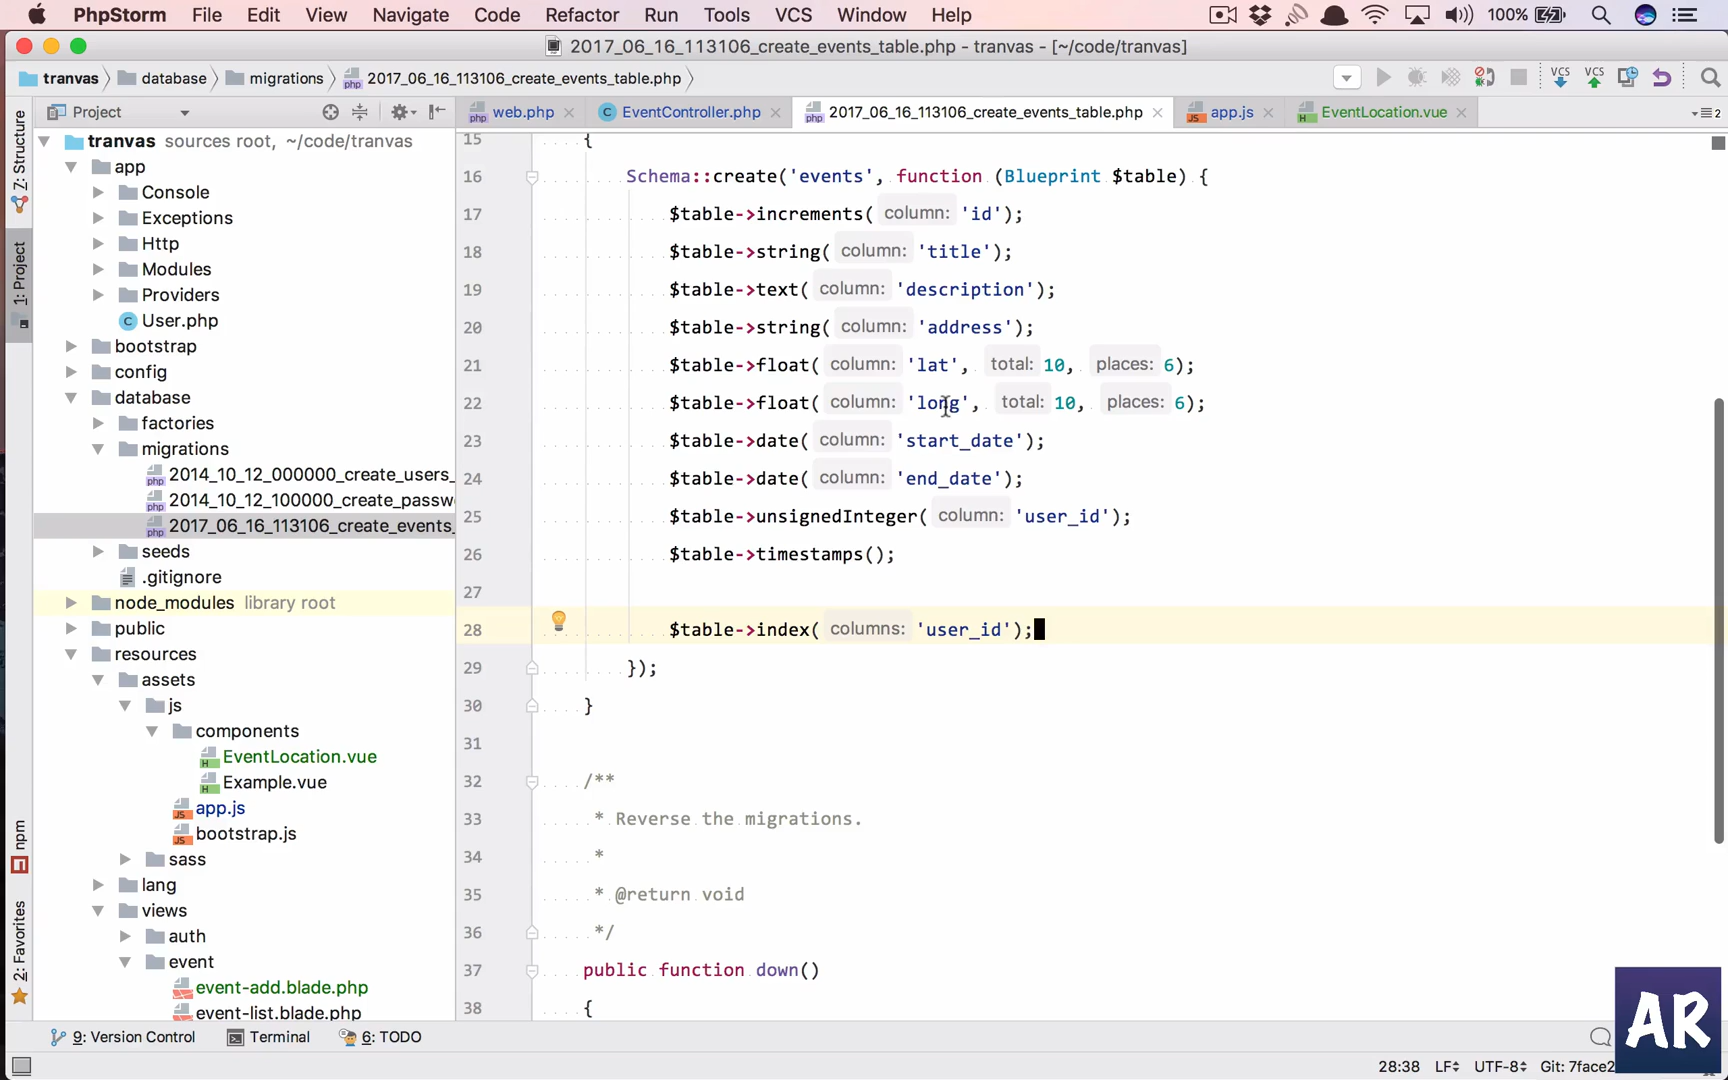 PhpStorm File Edit View Navigate Code Refactor Run Tools VCS Window Help 100%
2017_06_16_113106_create_events_table.php - tranvas - [~/code/tranvas]
tranvas database migrations 2017_06_16_113106_create_events_table.php
VCS VCS
Project
web.php EventController.php 2017_06_16_113106_create_events_table.php app.js EventLocation.vue 2
Z: Structure
1: Project
npm
2: Favorites
tranvas sources root, ~/code/tranvas
app
Console
Exceptions
Http
Modules
Providers
User.php
bootstrap
config
database
factories
migrations
2014_10_12_000000_create_users_
2014_10_12_100000_create_passw
2017_06_16_113106_create_events_
seeds
.gitignore
node_modules library root
public
resources
assets
js
components
EventLocation.vue
Example.vue
app.js
bootstrap.js
sass
lang
views
auth
event
event-add.blade.php
event-list.blade.php
15 {
16 Schema::create('events', function (Blueprint $table) {
17 $table->increments( column: 'id');
18 $table->string( column: 'title');
19 $table->text( column: 'description');
20 $table->string( column: 'address');
21 $table->float( column: 'lat', total: 10, places: 6);
22 $table->float( column: 'long', total: 10, places: 6);
23 $table->date( column: 'start_date');
24 $table->date( column: 'end_date');
25 $table->unsignedInteger( column: 'user_id');
26 $table->timestamps();
27
28 $table->index( columns: 'user_id');
29 });
30 }
31
32 /**
33 * Reverse the migrations.
34 *
35 * @return void
36 */
37 public function down()
38 {
9: Version Control Terminal 6: TODO
28:38 LF UTF-8 Git: 7face2
AR